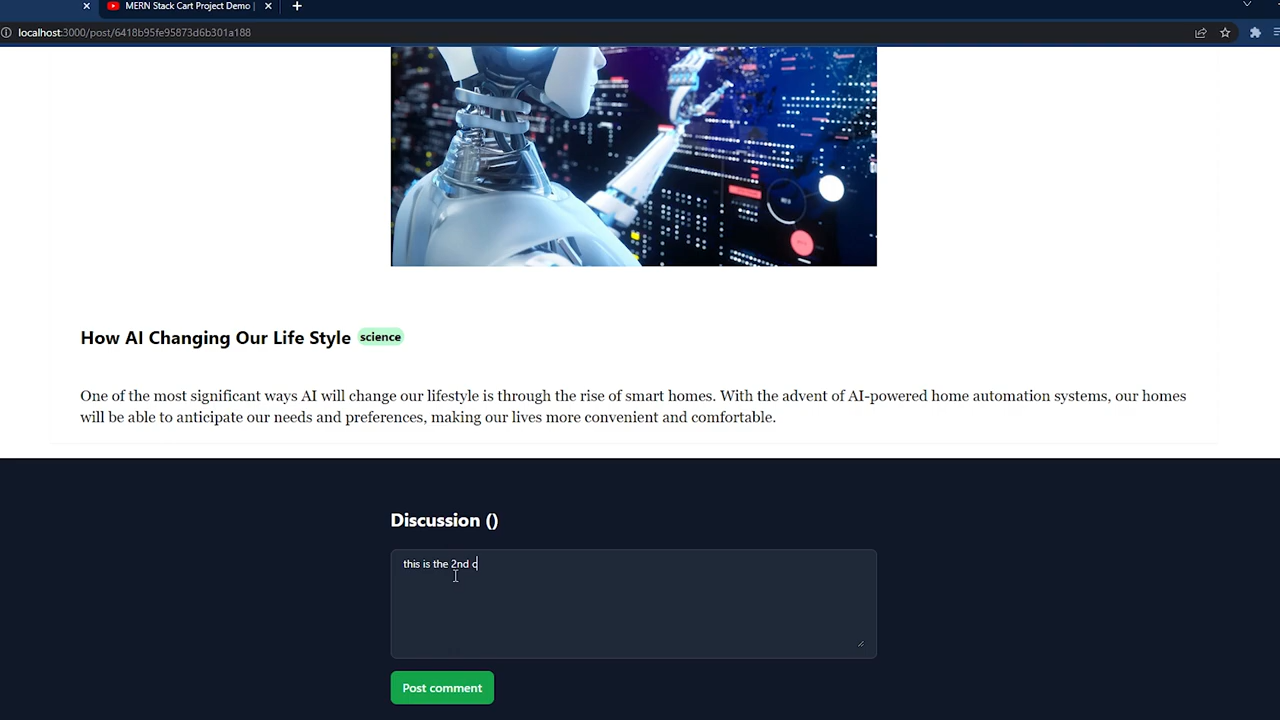 MERN Stack Cart Project Demo |
localhost:3000/post/6418b95fe95873d6b301a188
How AI Changing Our Life Style science
One of the most significant ways AI will change our lifestyle is through the rise of smart homes. With the advent of AI-powered home automation systems, our homes
will be able to anticipate our needs and preferences, making our lives more convenient and comfortable.
Discussion ()
this is the 2nd c
Post comment